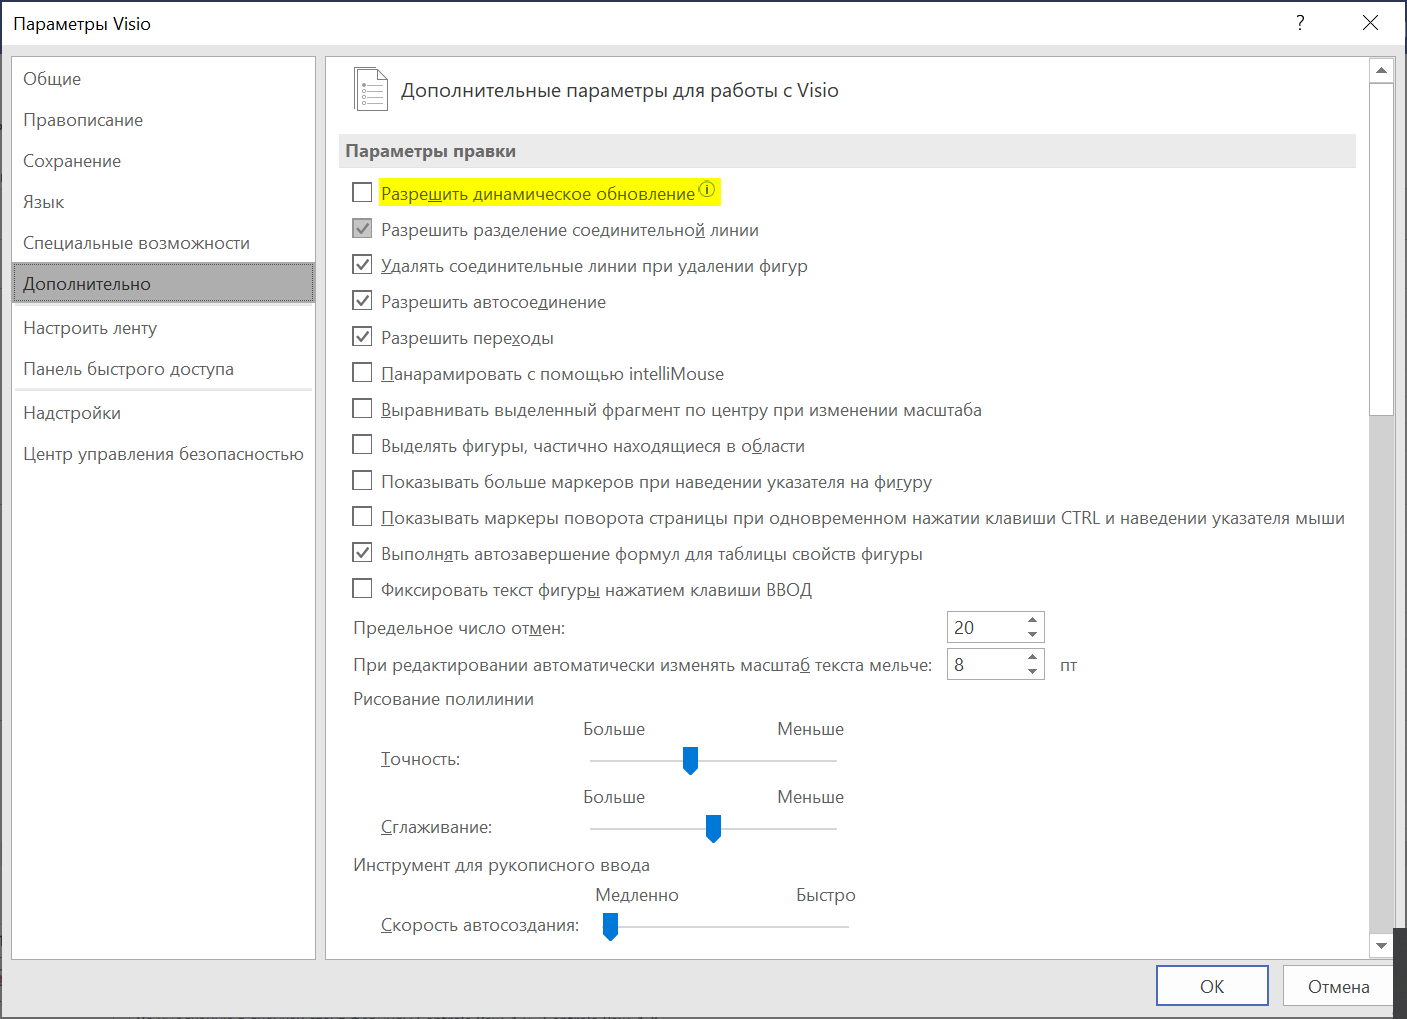 Параметры Visio
?
Общие
Правописание
Сохранение
Язык
Специальные возможности
Дополнительно
Настроить ленту
Панель быстрого доступа
Надстройки
Центр управления безопасностью
Дополнительные параметры для работы с Visio
Параметры правки
Разрешить динамическое обновление
Разрешить разделение соединительной линии
Удалять соединительные линии при удалении фигур
Разрешить автосоединение
Разрешить переходы
Панарамировать с помощью intelliMouse
Выравнивать выделенный фрагмент по центру при изменении масштаба
Выделять фигуры, частично находящиеся в области
Показывать больше маркеров при наведении указателя на фигуру
Показывать маркеры поворота страницы при одновременном нажатии клавиши CTRL и наведении указателя мыши
Выполнять автозавершение формул для таблицы свойств фигуры
Фиксировать текст фигуры нажатием клавиши ВВОД
Предельное число отмен: 20
При редактировании автоматически изменять масштаб текста мельче: 8 пт
Рисование полилинии
Больше Меньше
Точность:
Больше Меньше
Сглаживание:
Инструмент для рукописного ввода
Медленно Быстро
Скорость автосоздания:
ОК Отмена